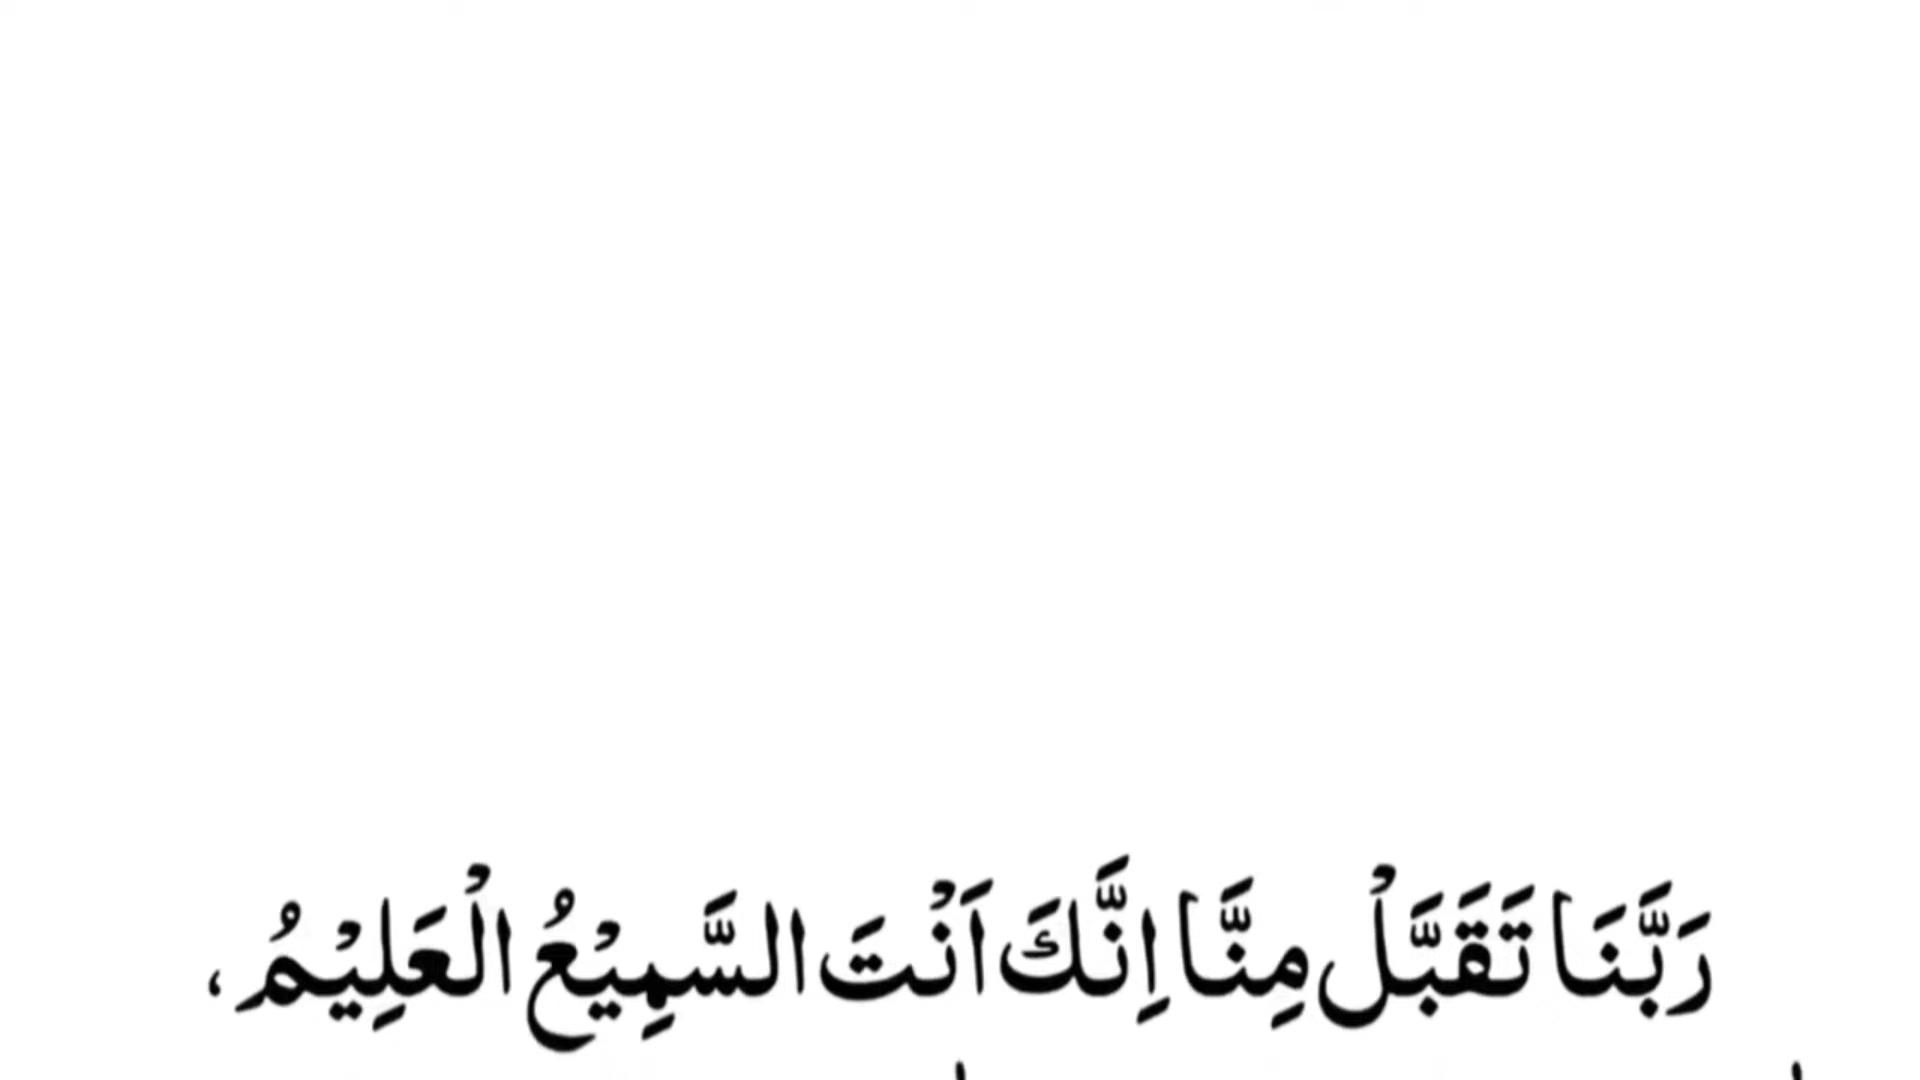 رَبَّنَا تَقَبَّلْ مِنَّا اِنَّكَ اَنْتَ السَّمِيْعُ الْعَلِيْمُ ،